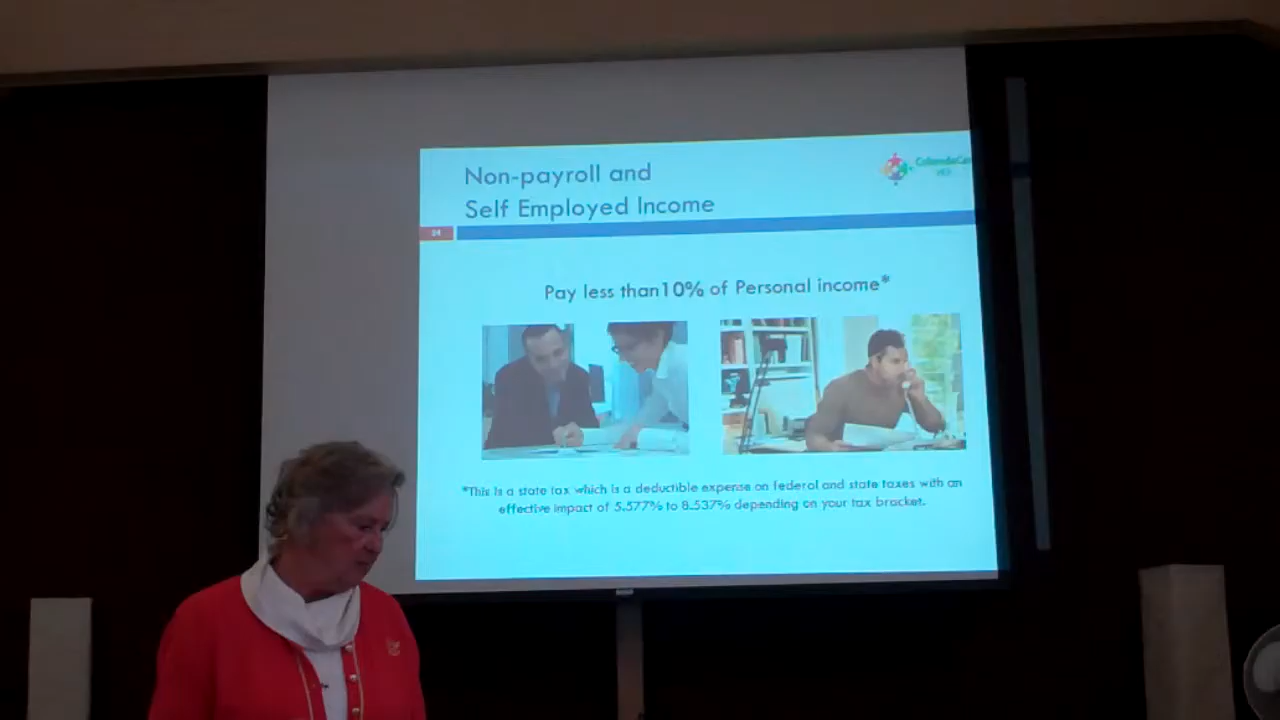 Non-payroll and
Self Employed Income
ColoradoCar
24
Pay less than10% of Personal income*
*This is a state tax which is a deductible expense on federal and state taxes with an
effective impact of 5.577% to 8.537% depending on your tax bracket.